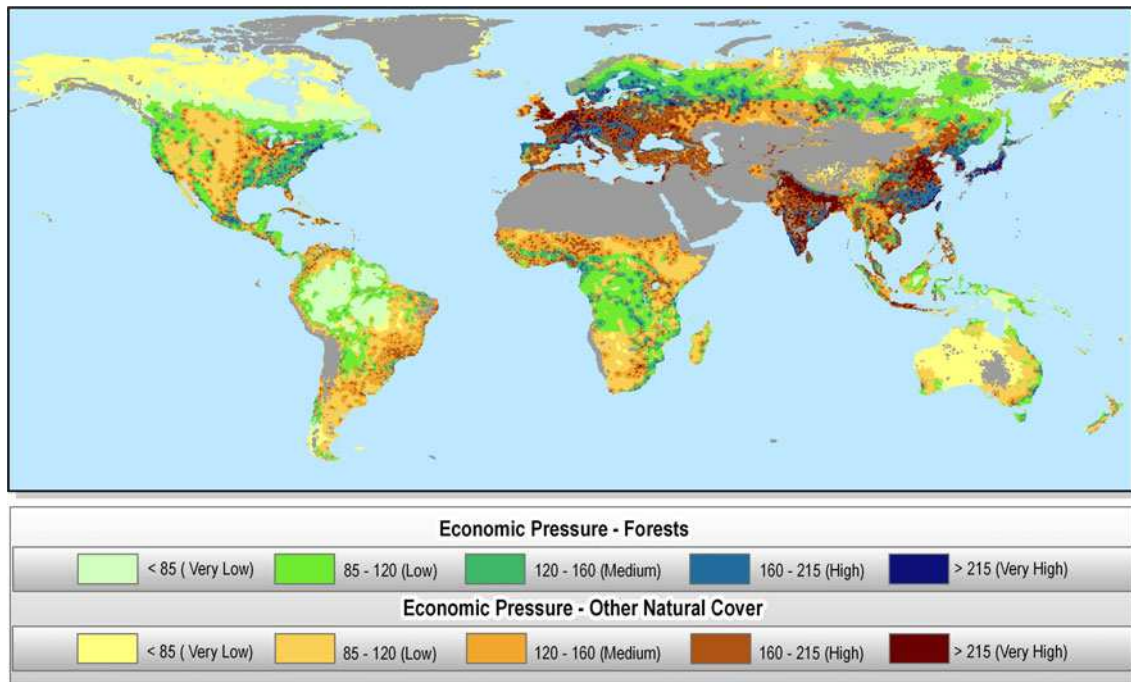 Economic Pressure - Forests
< 85 ( Very Low) 85 - 120 (Low) 120 - 160 (Medium) 160 - 215 (High) > 215 (Very High)
Economic Pressure - Other Natural Cover
< 85 ( Very Low) 85 - 120 (Low) 120 - 160 (Medium) 160 - 215 (High) > 215 (Very High)